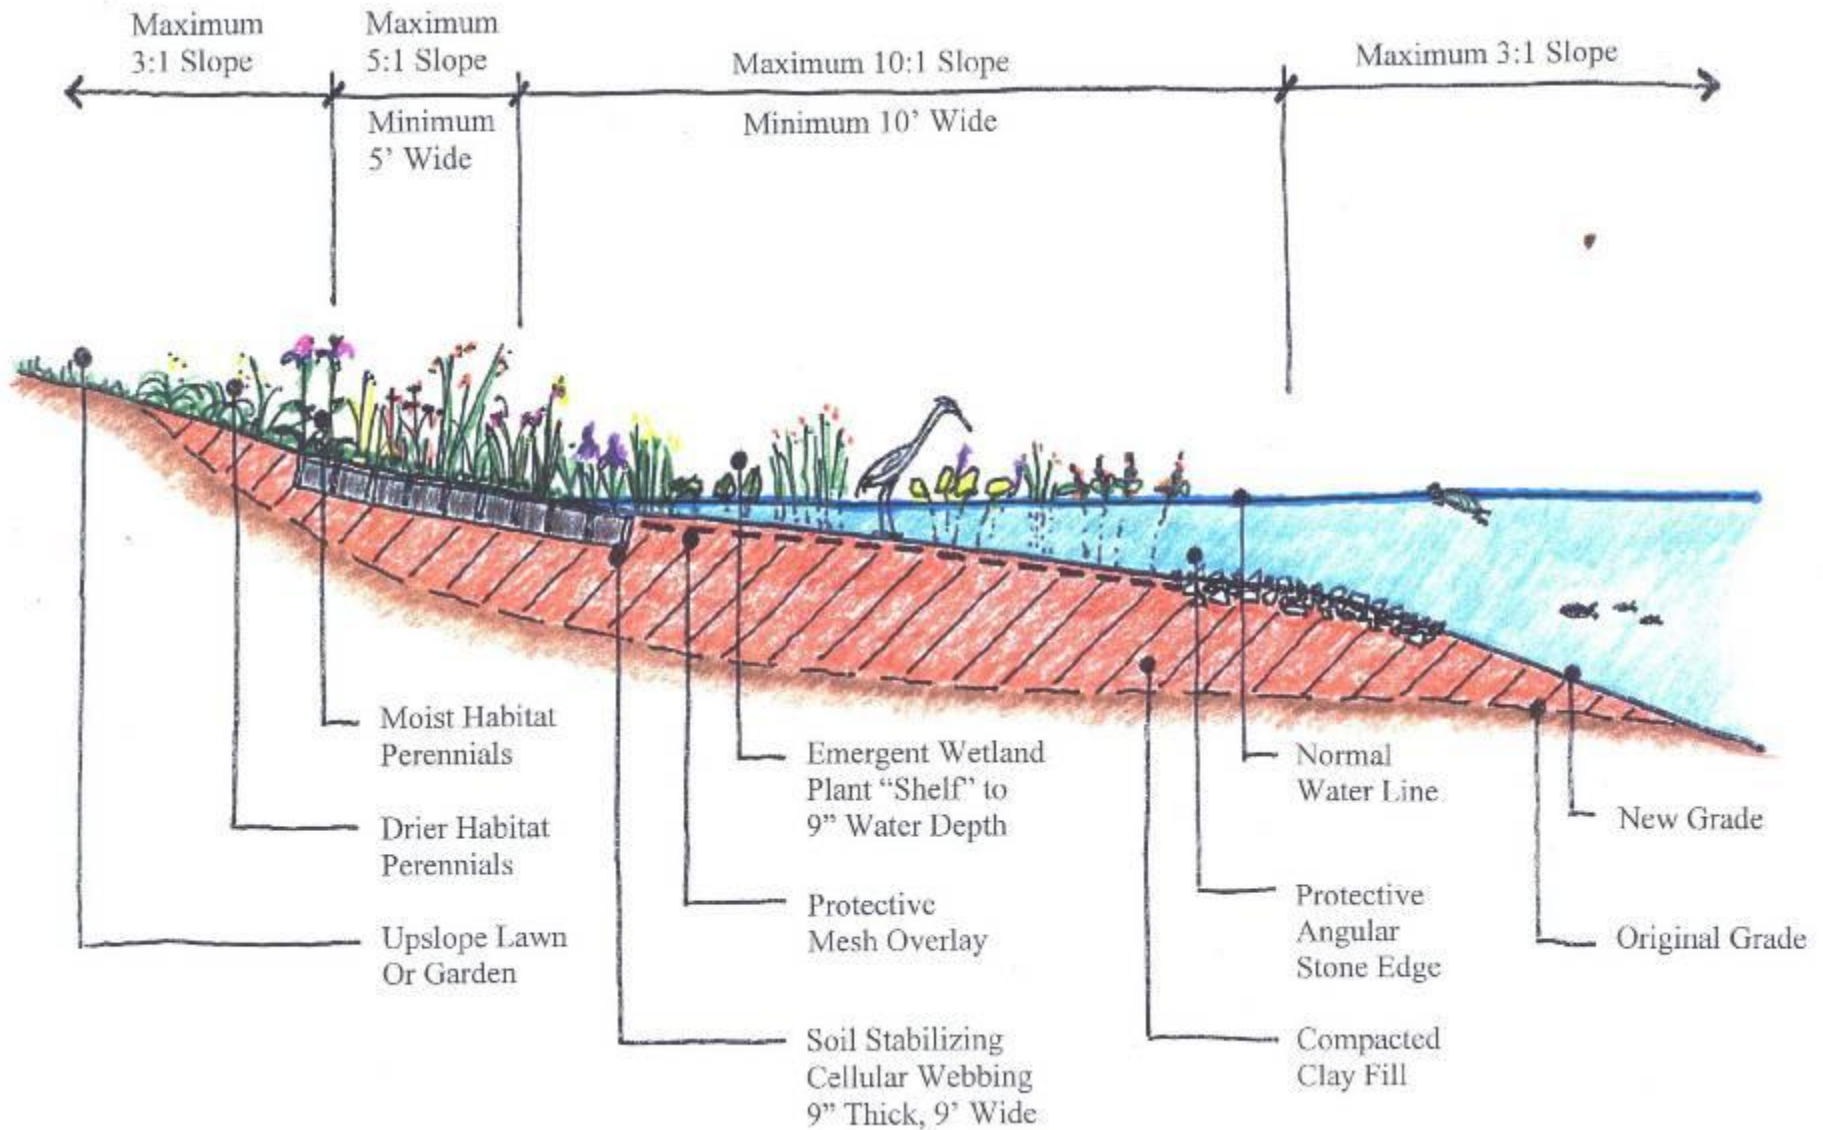 Maximum
3:1 Slope
Maximum
5:1 Slope
Minimum
5’ Wide
Maximum 10:1 Slope
Minimum 10’ Wide
Maximum 3:1 Slope
Moist Habitat
Perennials
Drier Habitat
Perennials
Upslope Lawn
Or Garden
Emergent Wetland
Plant “Shelf” to
9” Water Depth
Protective
Mesh Overlay
Soil Stabilizing
Cellular Webbing
9” Thick, 9’ Wide
Normal
Water Line
Protective
Angular
Stone Edge
Compacted
Clay Fill
New Grade
Original Grade